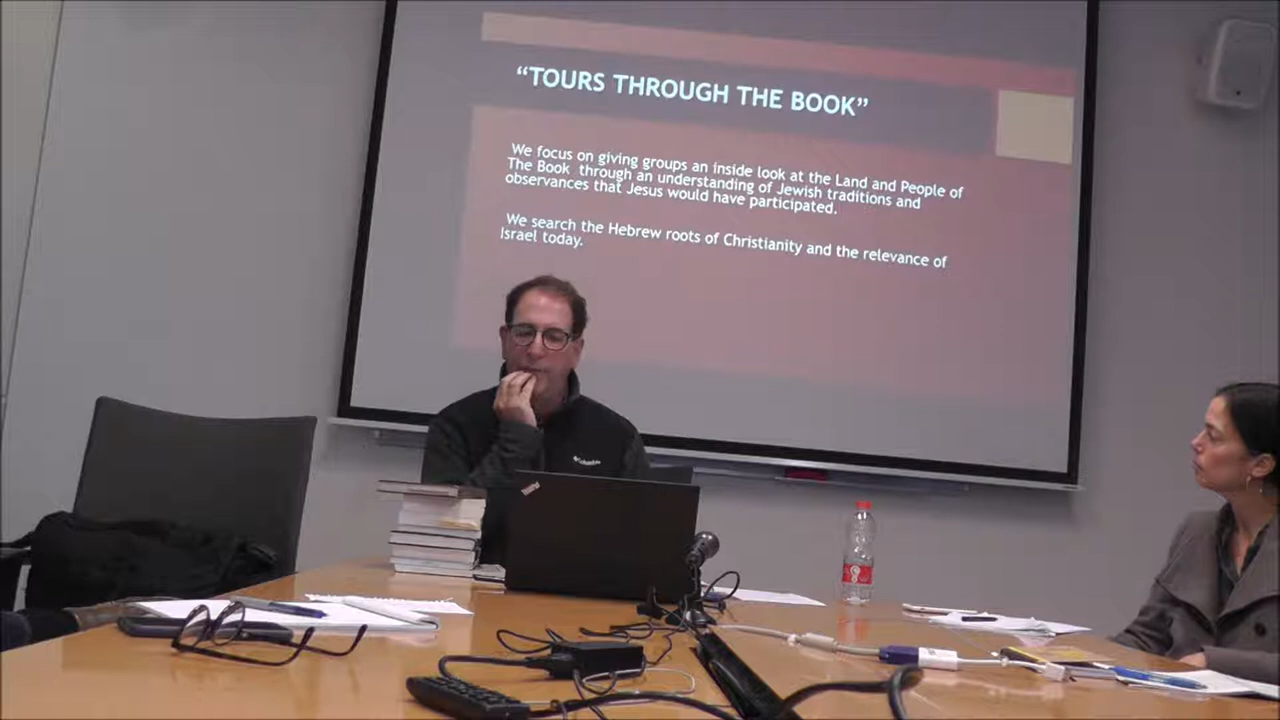 “TOURS THROUGH THE BOOK”
We focus on giving groups an inside look at the Land and People of
The Book through an understanding of Jewish traditions and
observances that Jesus would have participated.
We search the Hebrew roots of Christianity and the relevance of
Israel today.
Columbia
ThinkPad